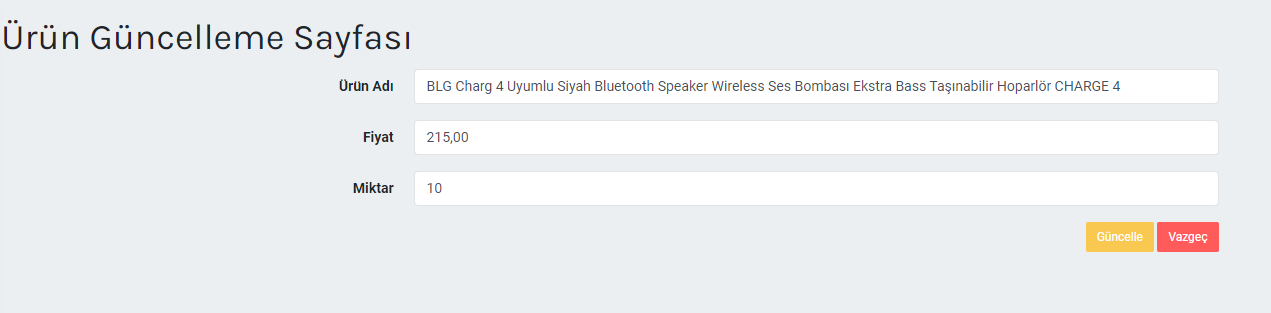 Ürün Güncelleme Sayfası
Ürün Adı BLG Charg 4 Uyumlu Siyah Bluetooth Speaker Wireless Ses Bombası Ekstra Bass Taşınabilir Hoparlör CHARGE 4
Fiyat 215,00
Miktar 10
Güncelle Vazgeç